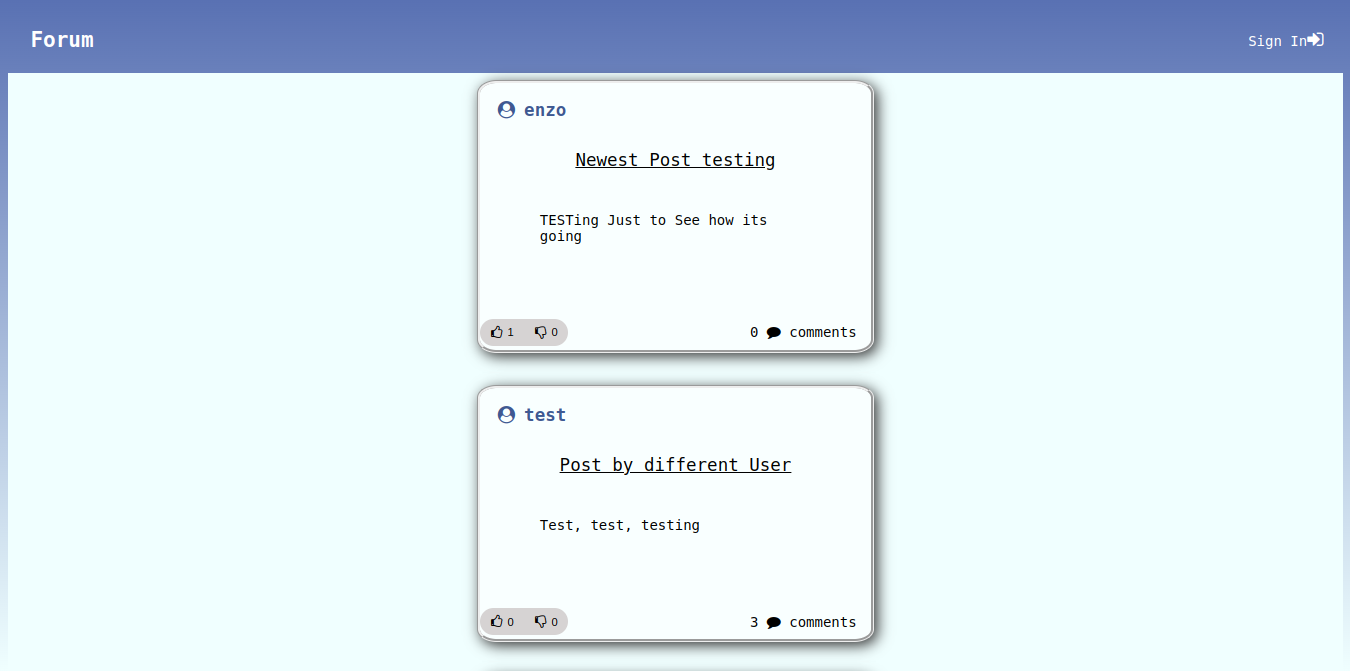 Forum
Sign In
enzo
Newest Post testing
TESTing Just to See how its
going
1 0
0 comments
test
Post by different User
Test, test, testing
0 0
3 comments